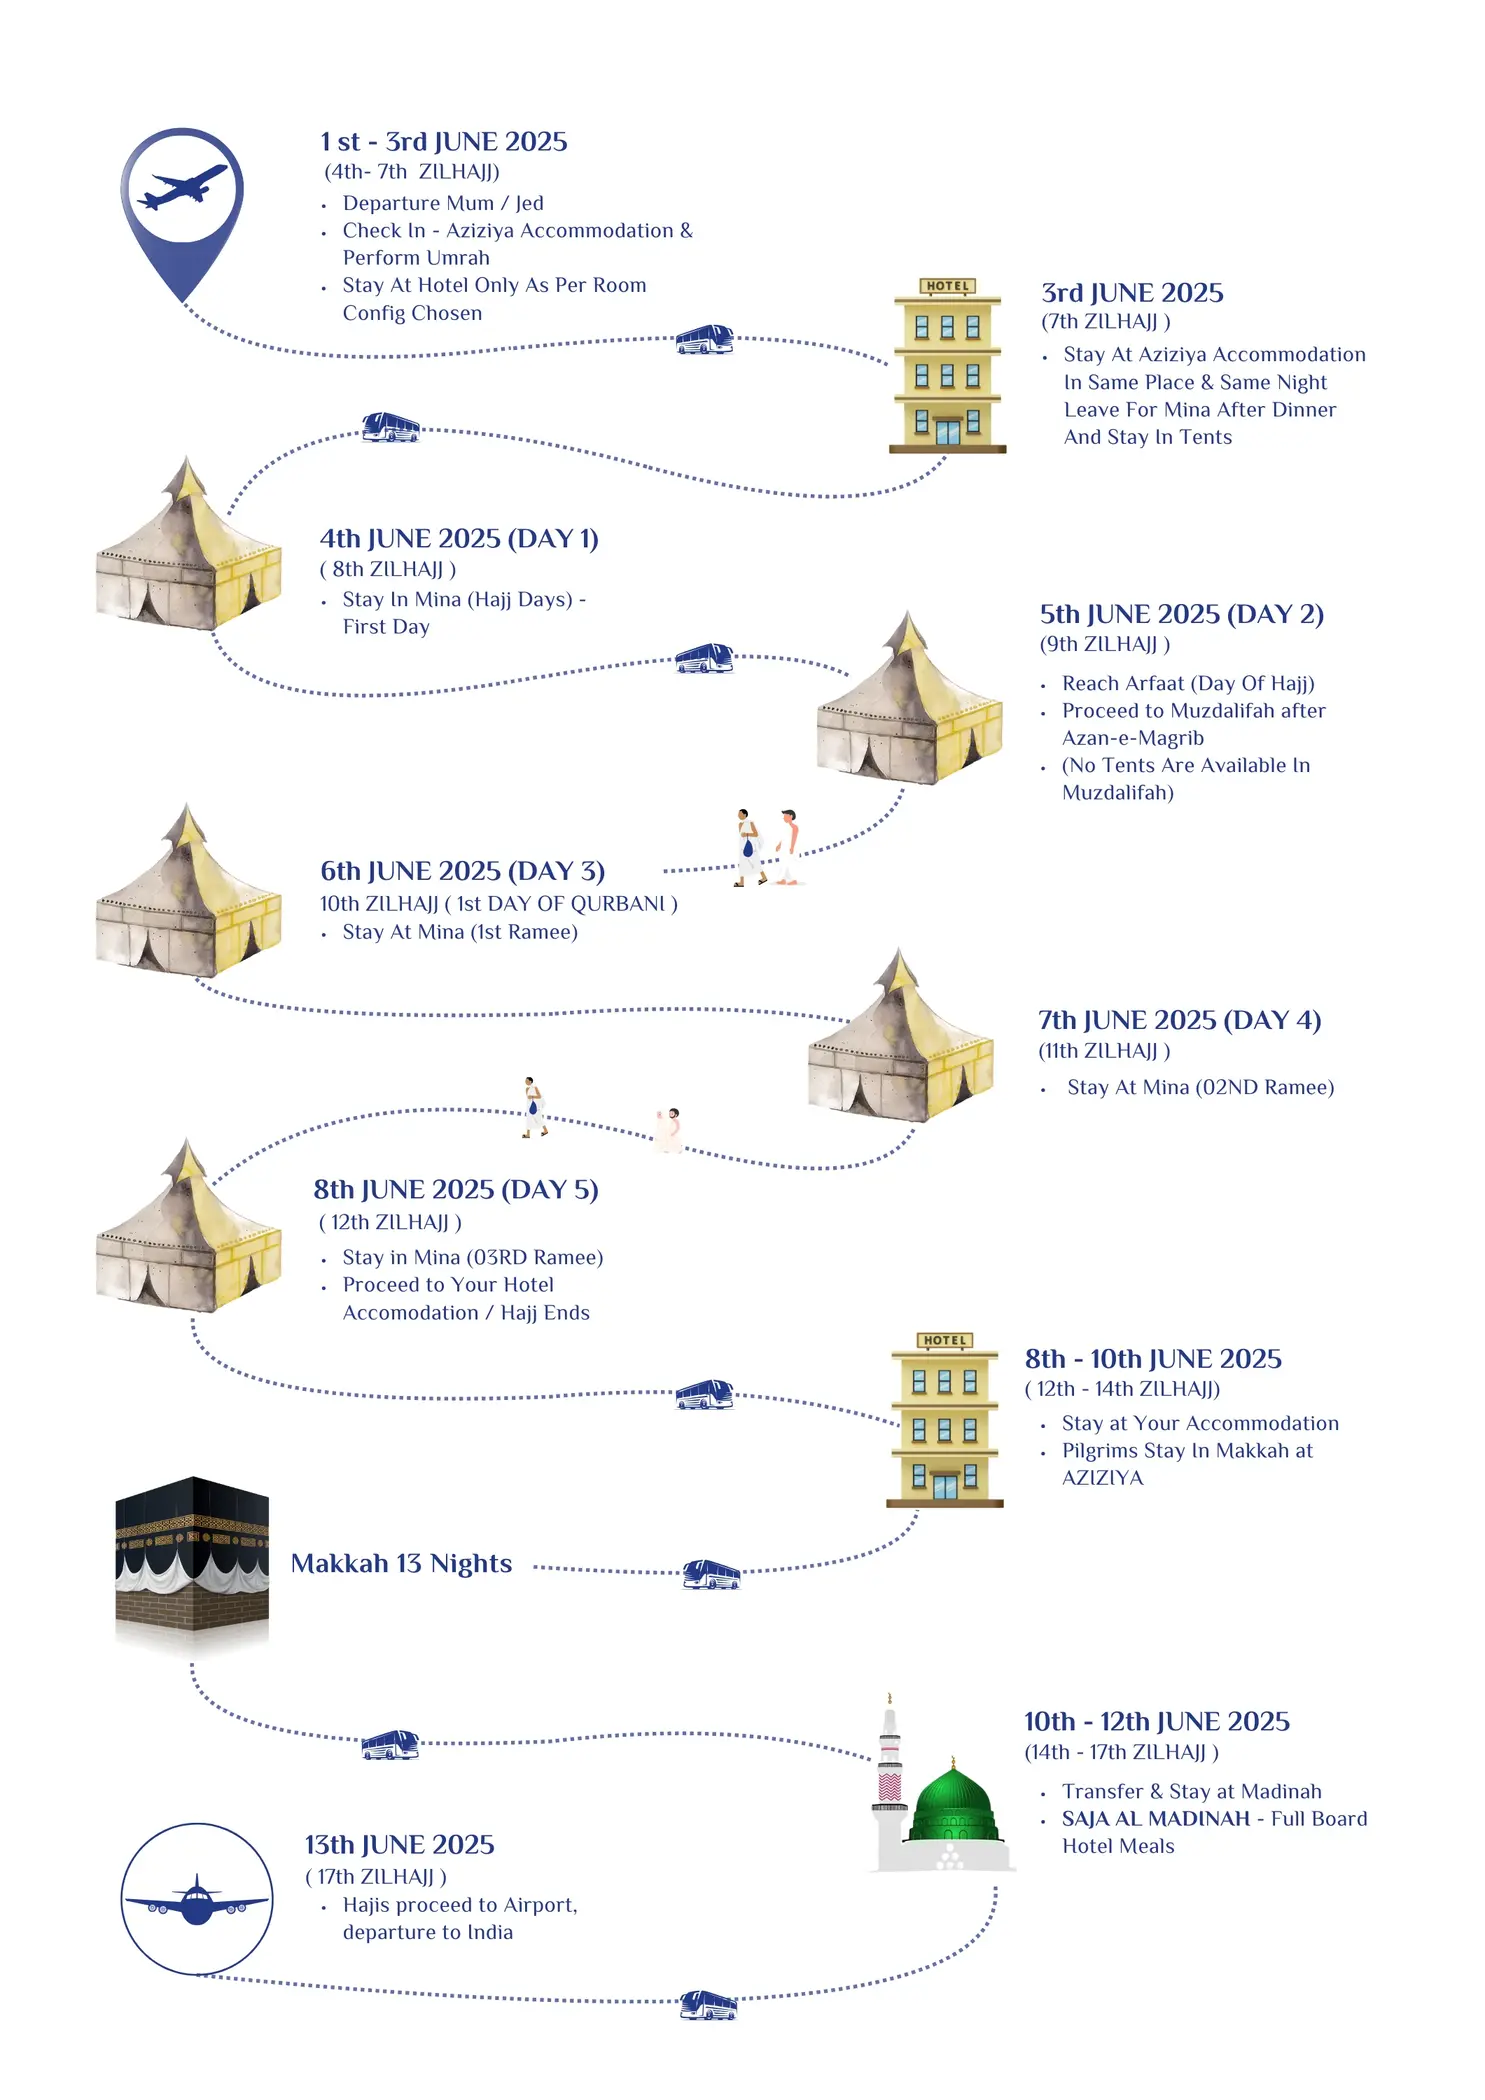 1 st - 3rd JUNE 2025
(4th- 7th ZILHAJJ)
• Departure Mum / Jed
• Check In - Aziziya Accommodation &
Perform Umrah
• Stay At Hotel Only As Per Room
Config Chosen
HOTEL
3rd JUNE 2025
(7th ZILHAJJ )
• Stay At Aziziya Accommodation
In Same Place & Same Night
Leave For Mina After Dinner
And Stay In Tents
4th JUNE 2025 (DAY 1)
( 8th ZILHAJJ )
• Stay In Mina (Hajj Days) -
First Day
5th JUNE 2025 (DAY 2)
(9th ZILHAJJ )
• Reach Arfaat (Day Of Hajj)
• Proceed to Muzdalifah after
Azan-e-Magrib
• (No Tents Are Available In
Muzdalifah)
6th JUNE 2025 (DAY 3)
10th ZILHAJJ ( 1st DAY OF QURBANI )
• Stay At Mina (1st Ramee)
7th JUNE 2025 (DAY 4)
(11th ZILHAJJ )
• Stay At Mina (02ND Ramee)
8th JUNE 2025 (DAY 5)
( 12th ZILHAJJ )
• Stay in Mina (03RD Ramee)
• Proceed to Your Hotel
Accomodation / Hajj Ends
HOTEL
8th - 10th JUNE 2025
( 12th - 14th ZILHAJJ)
• Stay at Your Accommodation
• Pilgrims Stay In Makkah at
AZIZIYA
Makkah 13 Nights
10th - 12th JUNE 2025
(14th - 17th ZILHAJJ )
• Transfer & Stay at Madinah
• SAJA AL MADINAH - Full Board
Hotel Meals
13th JUNE 2025
( 17th ZILHAJJ )
• Hajis proceed to Airport,
departure to India